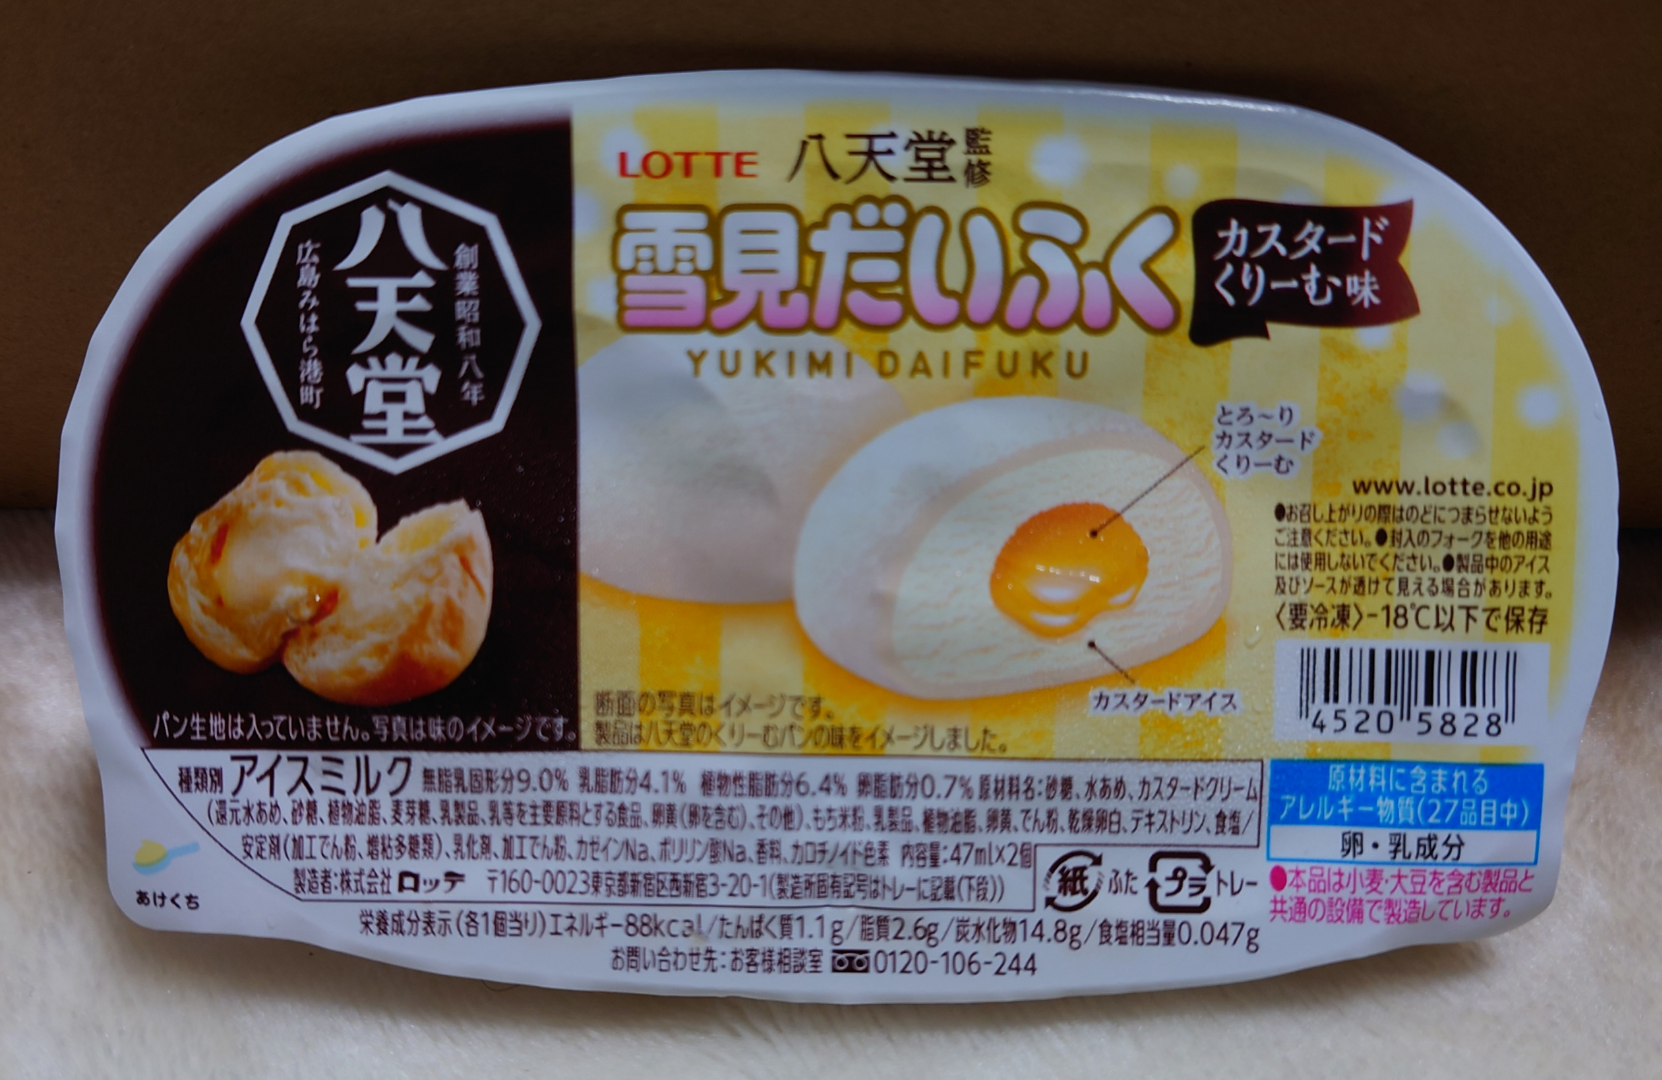 八天堂
創業昭和八年
広島みはら港町
パン生地は入っていません。写真は味のイメージです。
LOTTE 八天堂監修
雪見だいふく
YUKIMI DAIFUKU
カスタード
くりーむ味
とろ～り
カスタード
くりーむ
カスタードアイス
断面の写真はイメージです。
製品は八天堂のくりーむパンの味をイメージしました。
www.lotte.co.jp
●お召し上がりの際はのどにつまらせないよう
ご注意ください。●封入のフォークを他の用途
には使用しないでください。●製品中のアイス
及びソースが透けて見える場合があります。
〈要冷凍〉-18℃以下で保存
4520 5828
種類別 アイスミルク 無脂乳固形分9.0% 乳脂肪分4.1% 植物性脂肪分6.4% 卵脂肪分0.7% 原材料名:砂糖、水あめ、カスタードクリーム
(還元水あめ、砂糖、植物油脂、麦芽糖、乳製品、乳等を主要原料とする食品、卵黄(卵を含む)、その他)、もち米粉、乳製品、植物油脂、卵黄、でん粉、乾燥卵白、デキストリン、食塩/
安定剤(加工でん粉、増粘多糖類)、乳化剤、加工でん粉、カゼインNa、ポリリン酸Na、香料、カロチノイド色素 内容量:47ml×2個
製造者:株式会社 ロッテ 〒160-0023東京都新宿区西新宿3-20-1(製造所固有記号はトレーに記載(下段))
紙 ふた プラ トレー
原材料に含まれる
アレルギー物質(27品目中)
卵・乳成分
●本品は小麦・大豆を含む製品と
共通の設備で製造しています。
あけくち
栄養成分表示(各1個当り)エネルギー88kcal/たんぱく質1.1g/脂質2.6g/炭水化物14.8g/食塩相当量0.047g
お問い合わせ先:お客様相談室 0120-106-244